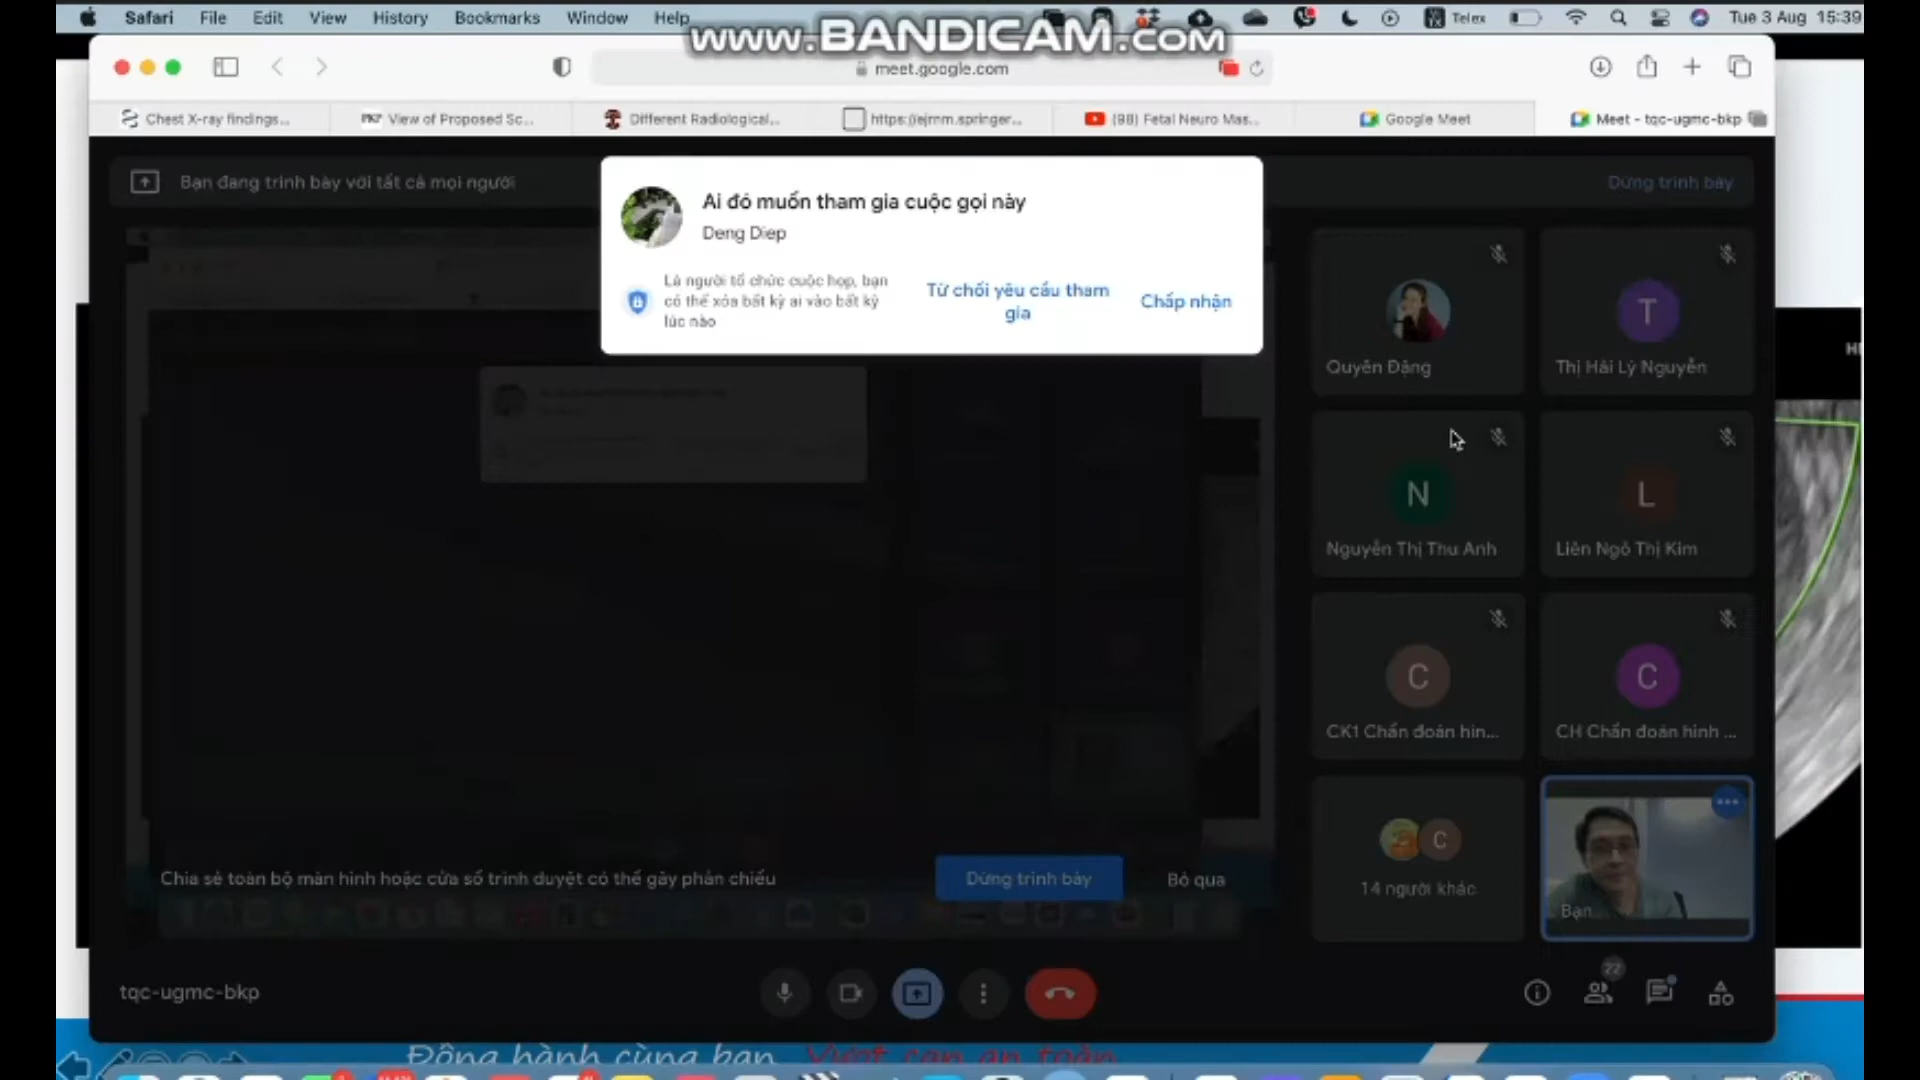 Safari File Edit View History Bookmarks Window Help
Telex Tue 3 Aug 15:39
www.BANDICAM.com
meet.google.com
Chest X-ray findings...
View of Proposed Sc...
Different Radiological...
https://ejrnm.springer...
(98) Fetal Neuro Mas...
Google Meet
Meet - tqc-ugmc-bkp
Bạn đang trình bày với tất cả mọi người
Dừng trình bày
Ai đó muốn tham gia cuộc gọi này
Deng Diep
Là người tổ chức cuộc họp, bạn
có thể xóa bất kỳ ai vào bất kỳ
lúc nào
Từ chối yêu cầu tham
gia
Chấp nhận
T
Quyên Đặng
Thị Hải Lý Nguyễn
N
L
Nguyễn Thị Thu Anh
Liên Ngô Thị Kim
C
C
CK1 Chẩn đoán hìn...
CH Chẩn đoán hình ...
C
14 người khác
Bạn
Chia sẻ toàn bộ màn hình hoặc cửa sổ trình duyệt có thể gây phản chiếu
Dừng trình bày
Bỏ qua
tqc-ugmc-bkp
22
Đồng hành cùng bạn Vượt cạn an toàn